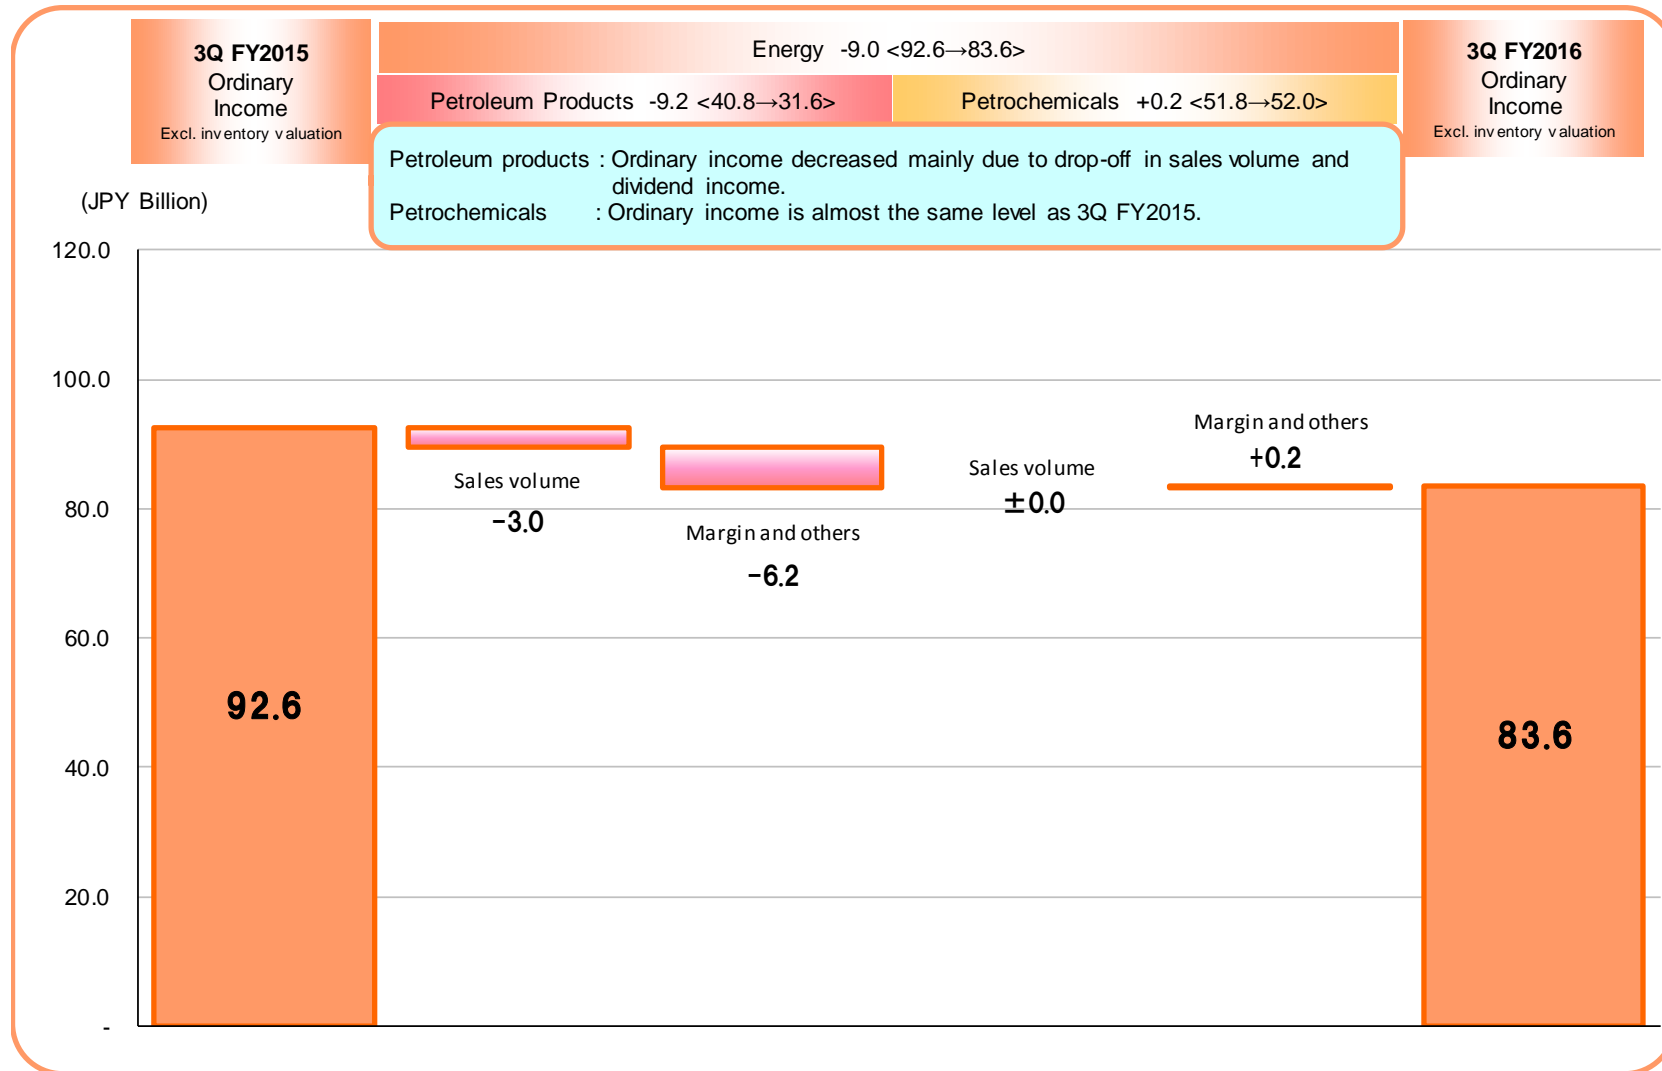 3Q FY2015
Ordinary
Income
Excl. inventory valuation
Energy -9.0 <92.6→83.6>
Petroleum Products -9.2 <40.8→31.6>
Petrochemicals +0.2 <51.8→52.0>
3Q FY2016
Ordinary
Income
Excl. inventory valuation
Petroleum products : Ordinary income decreased mainly due to drop-off in sales volume and
dividend income.
Petrochemicals : Ordinary income is almost the same level as 3Q FY2015.
(JPY Billion)
120.0
100.0
80.0
60.0
40.0
20.0
-
92.6
Sales volume
-3.0
Margin and others
-6.2
Sales volume
±0.0
Margin and others
+0.2
83.6